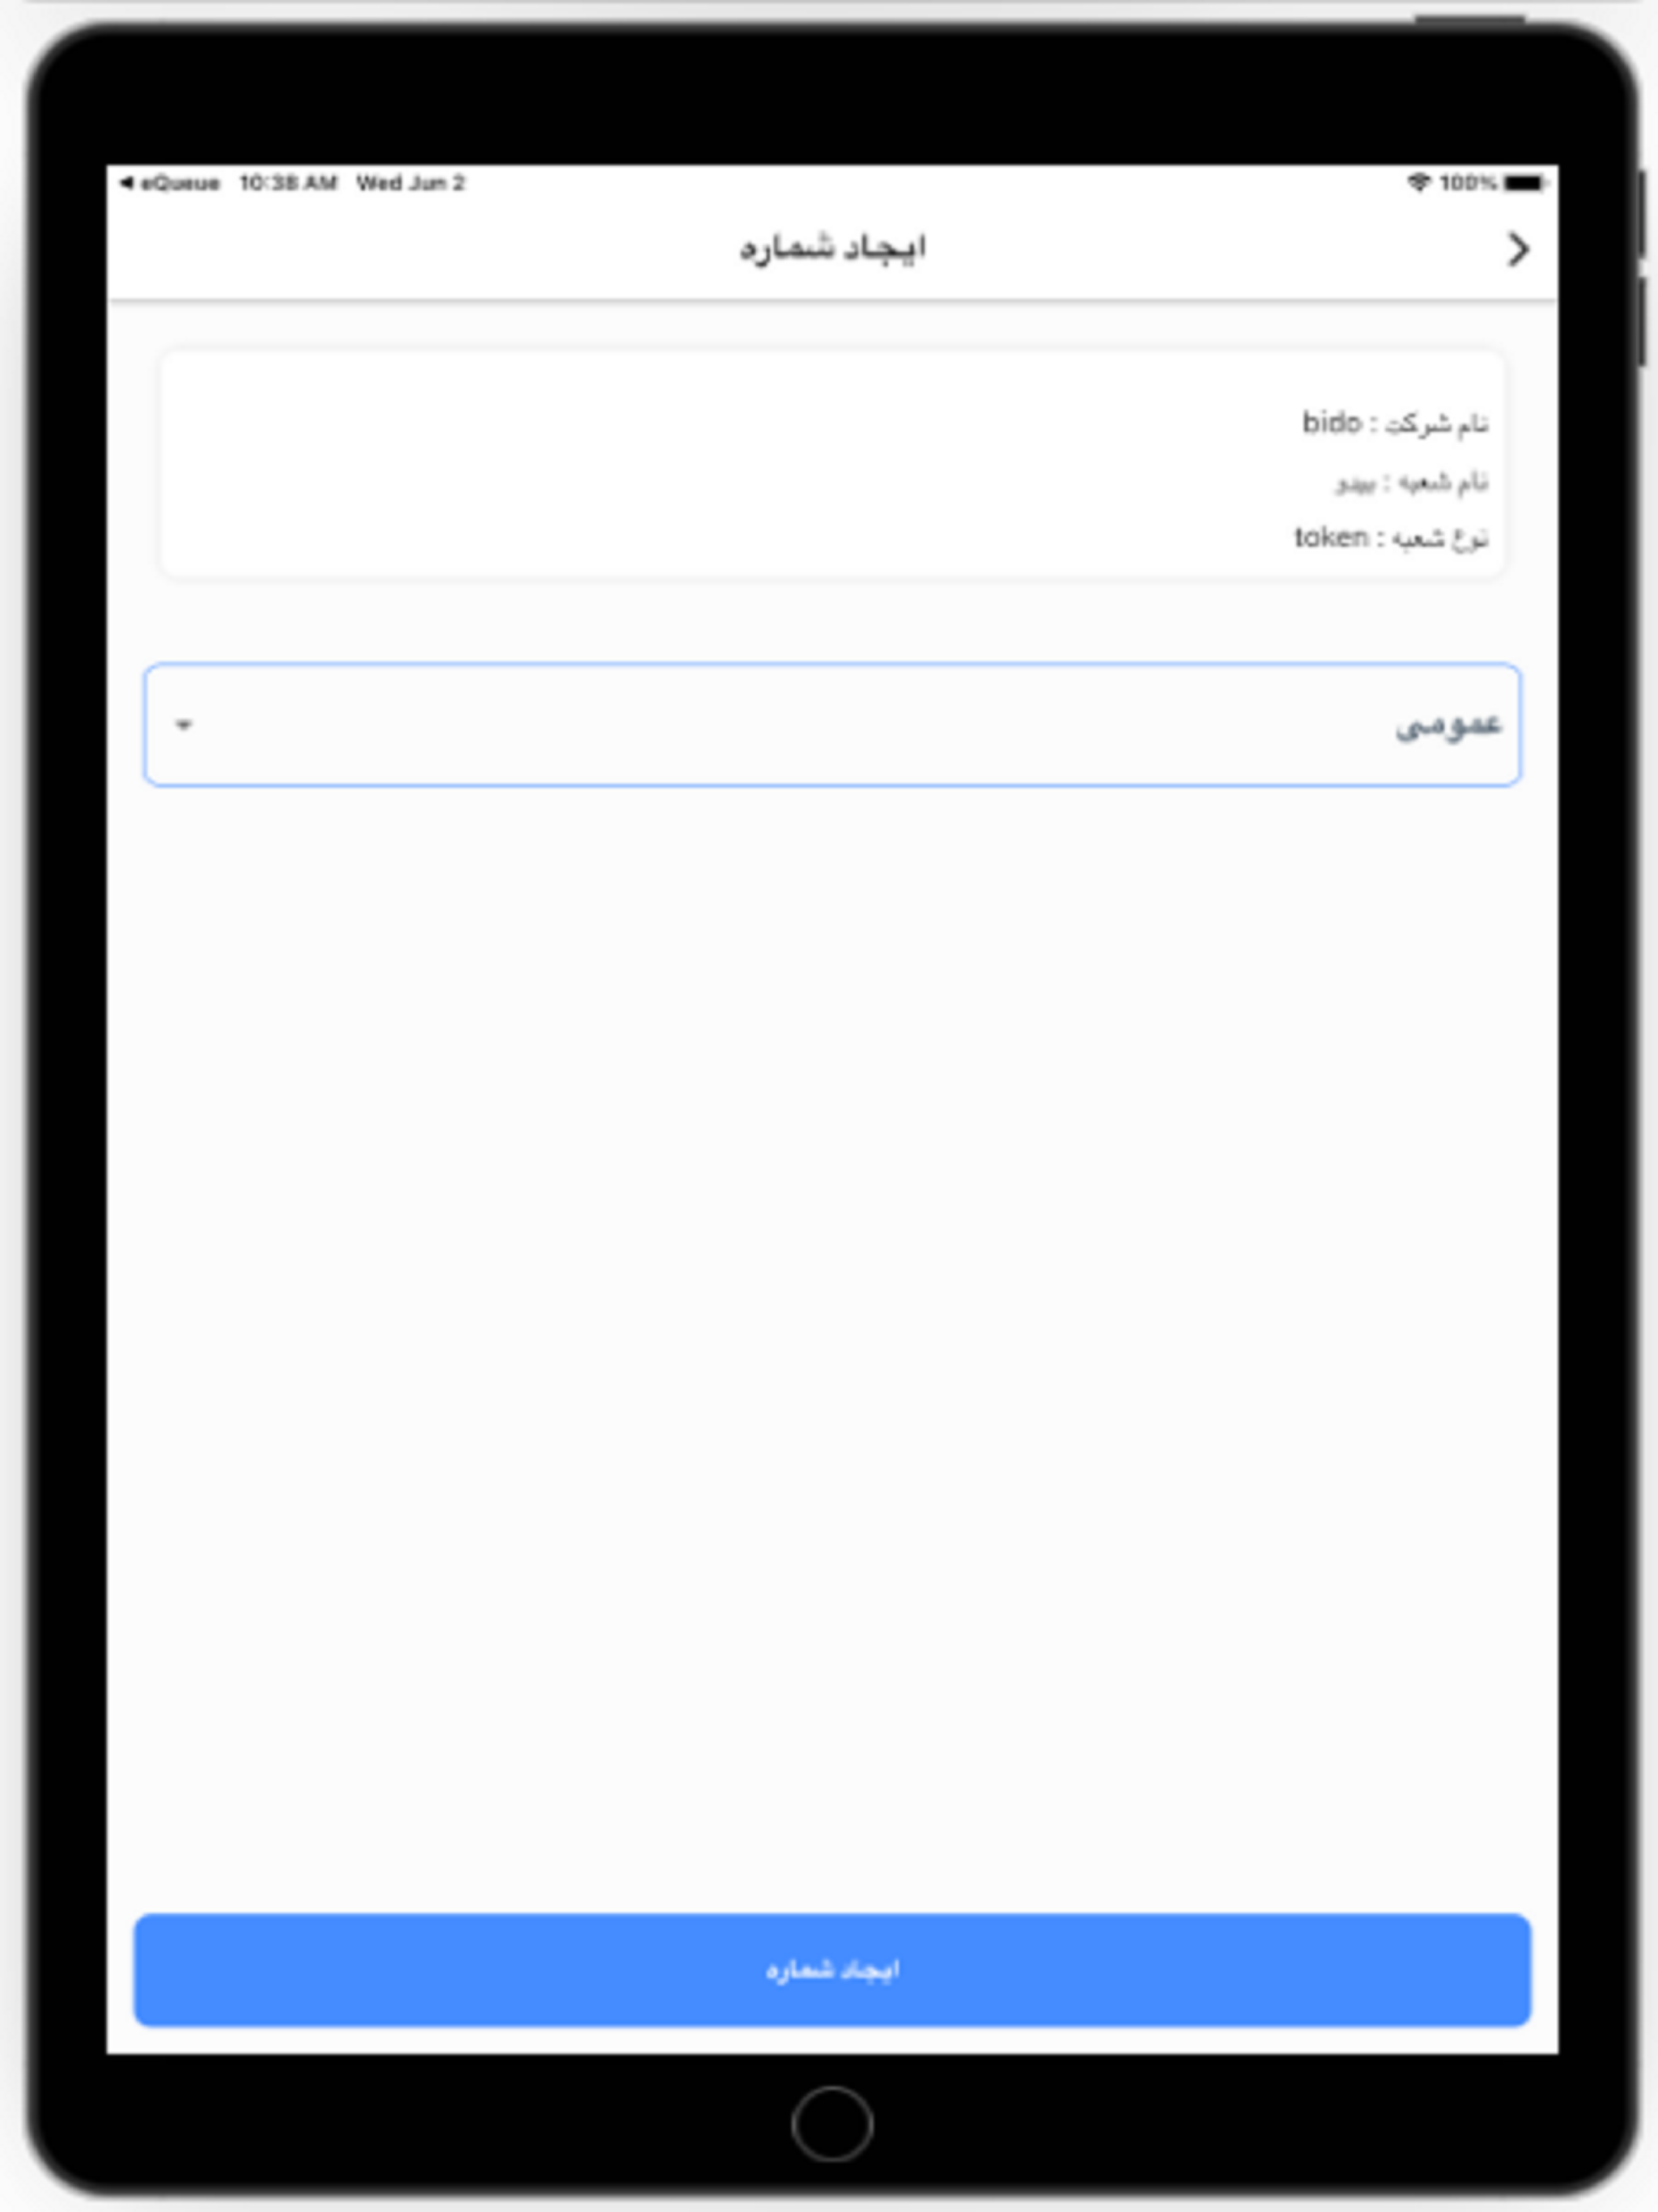 eQueue 10:38 AM Wed Jun 2 100%
ایجاد شماره
نام شرکت : bido
نام شعبه : بیدو
نوع شعبه : token
عمومی
ایجاد شماره